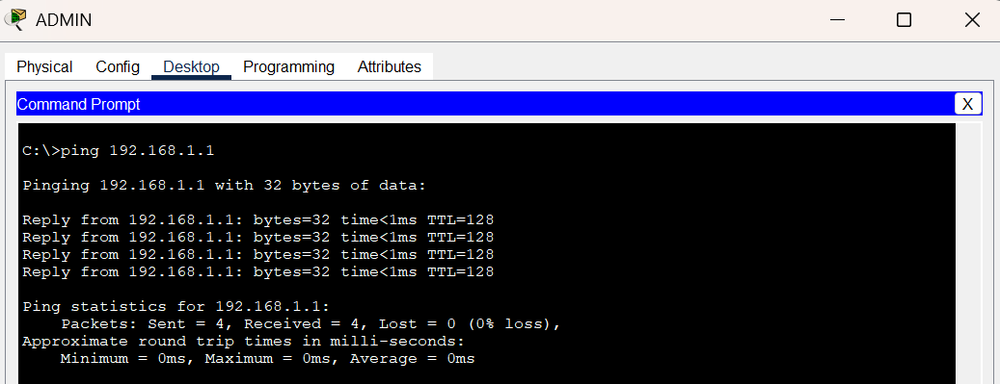 ADMIN
Physical Config Desktop Programming Attributes
Command Prompt
X
C:\>ping 192.168.1.1
Pinging 192.168.1.1 with 32 bytes of data:
Reply from 192.168.1.1: bytes=32 time<1ms TTL=128
Reply from 192.168.1.1: bytes=32 time<1ms TTL=128
Reply from 192.168.1.1: bytes=32 time<1ms TTL=128
Reply from 192.168.1.1: bytes=32 time<1ms TTL=128
Ping statistics for 192.168.1.1:
    Packets: Sent = 4, Received = 4, Lost = 0 (0% loss),
Approximate round trip times in milli-seconds:
    Minimum = 0ms, Maximum = 0ms, Average = 0ms